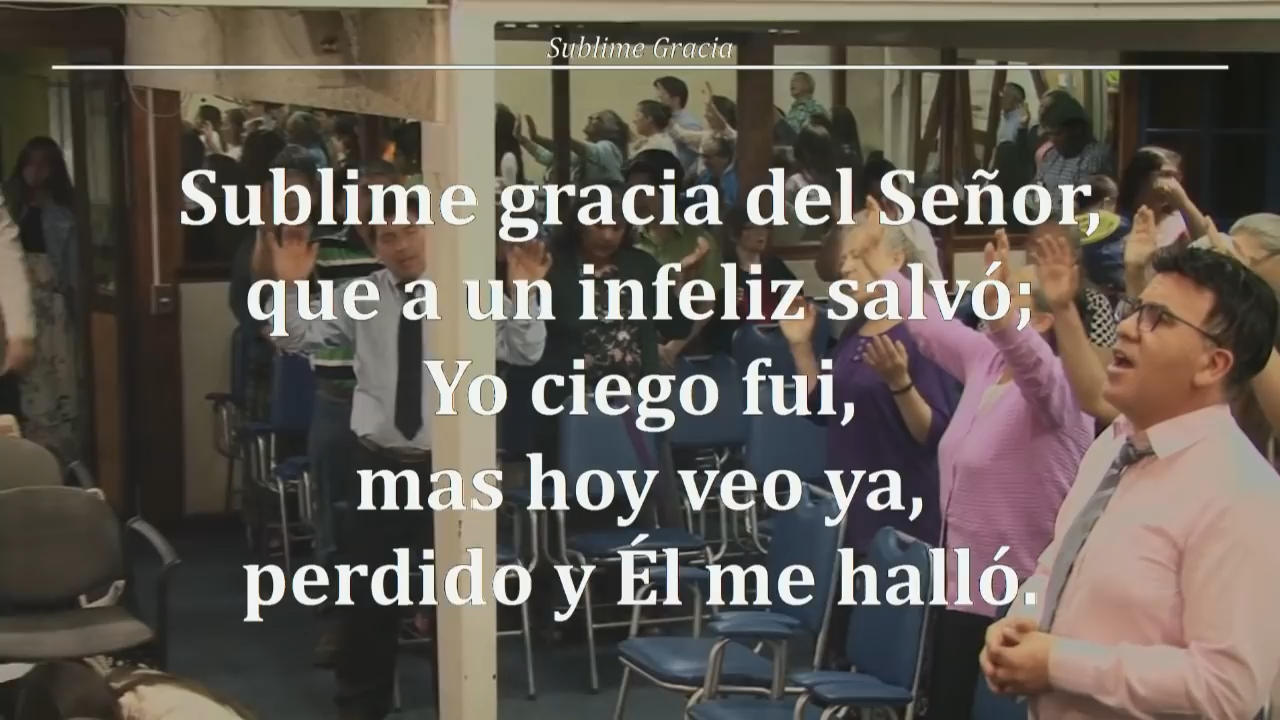 Sublime Gracia
Sublime gracia del Señor,
que a un infeliz salvó;
Yo ciego fui,
mas hoy veo ya,
perdido y Él me halló.